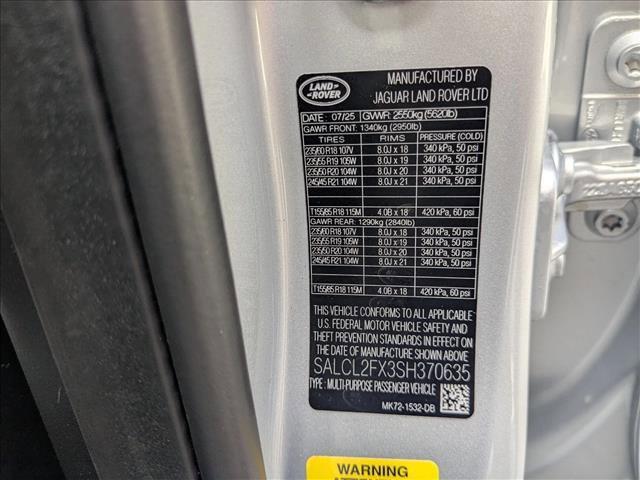 LAND ROVER
MANUFACTURED BY
JAGUAR LAND ROVER LTD
DATE : 07/25 GVWR: 2550kg (5620lb)
GAWR FRONT: 1340kg (2950lb)
TIRES RIMS PRESSURE (COLD)
235/60 R18 107V 8.0J x 18 340 kPa, 50 psi
235/55 R19 105W 8.0J x 19 340 kPa, 50 psi
235/50 R20 104W 8.0J x 20 340 kPa, 50 psi
245/45 R21 104W 8.0J x 21 340 kPa, 50 psi
T155/85 R18 115M 4.0B x 18 420 kPa, 60 psi
GAWR REAR: 1290kg (2840lb)
235/60 R18 107V 8.0J x 18 340 kPa, 50 psi
235/55 R19 105W 8.0J x 19 340 kPa, 50 psi
235/50 R20 104W 8.0J x 20 340 kPa, 50 psi
245/45 R21 104W 8.0J x 21 340 kPa, 50 psi
T155/85 R18 115M 4.0B x 18 420 kPa, 60 psi
THIS VEHICLE CONFORMS TO ALL APPLICABLE
U.S. FEDERAL MOTOR VEHICLE SAFETY AND
THEFT PREVENTION STANDARDS IN EFFECT ON
THE DATE OF MANUFACTURE SHOWN ABOVE
SALCL2FX3SH370635
TYPE : MULTI-PURPOSE PASSENGER VEHICLE
MK72-1532-DB
WARNING